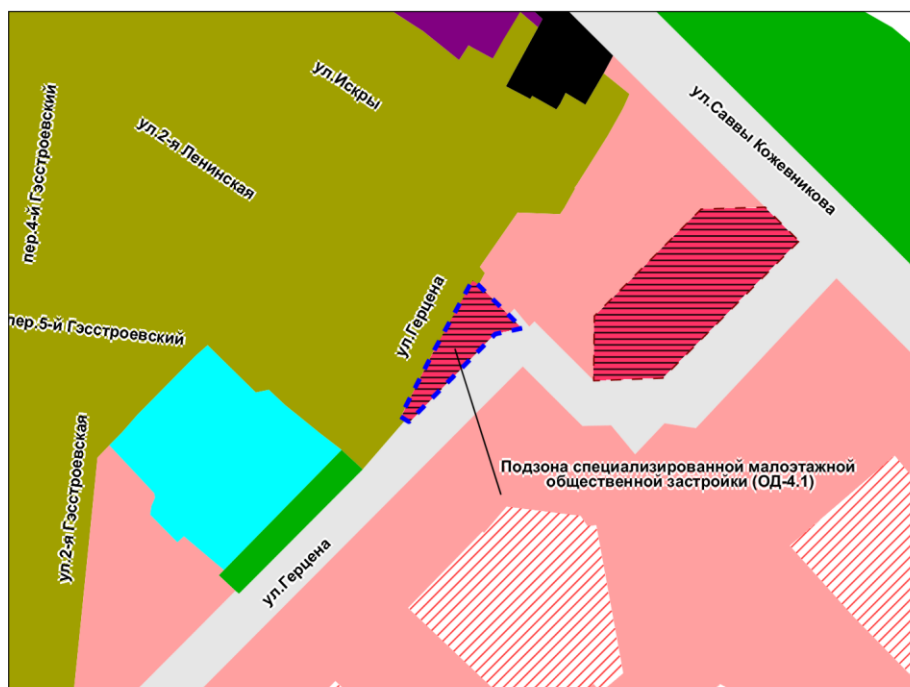 ул.Искры
ул.Саввы Кожевникова
пер.4-й Гэсстроевский
ул.2-я Ленинская
ул.Герцена
пер.5-й Гэсстроевский
ул.2-я Гэсстроевская
Подзона специализированной малоэтажной
общественной застройки (ОД-4.1)
ул.Герцена